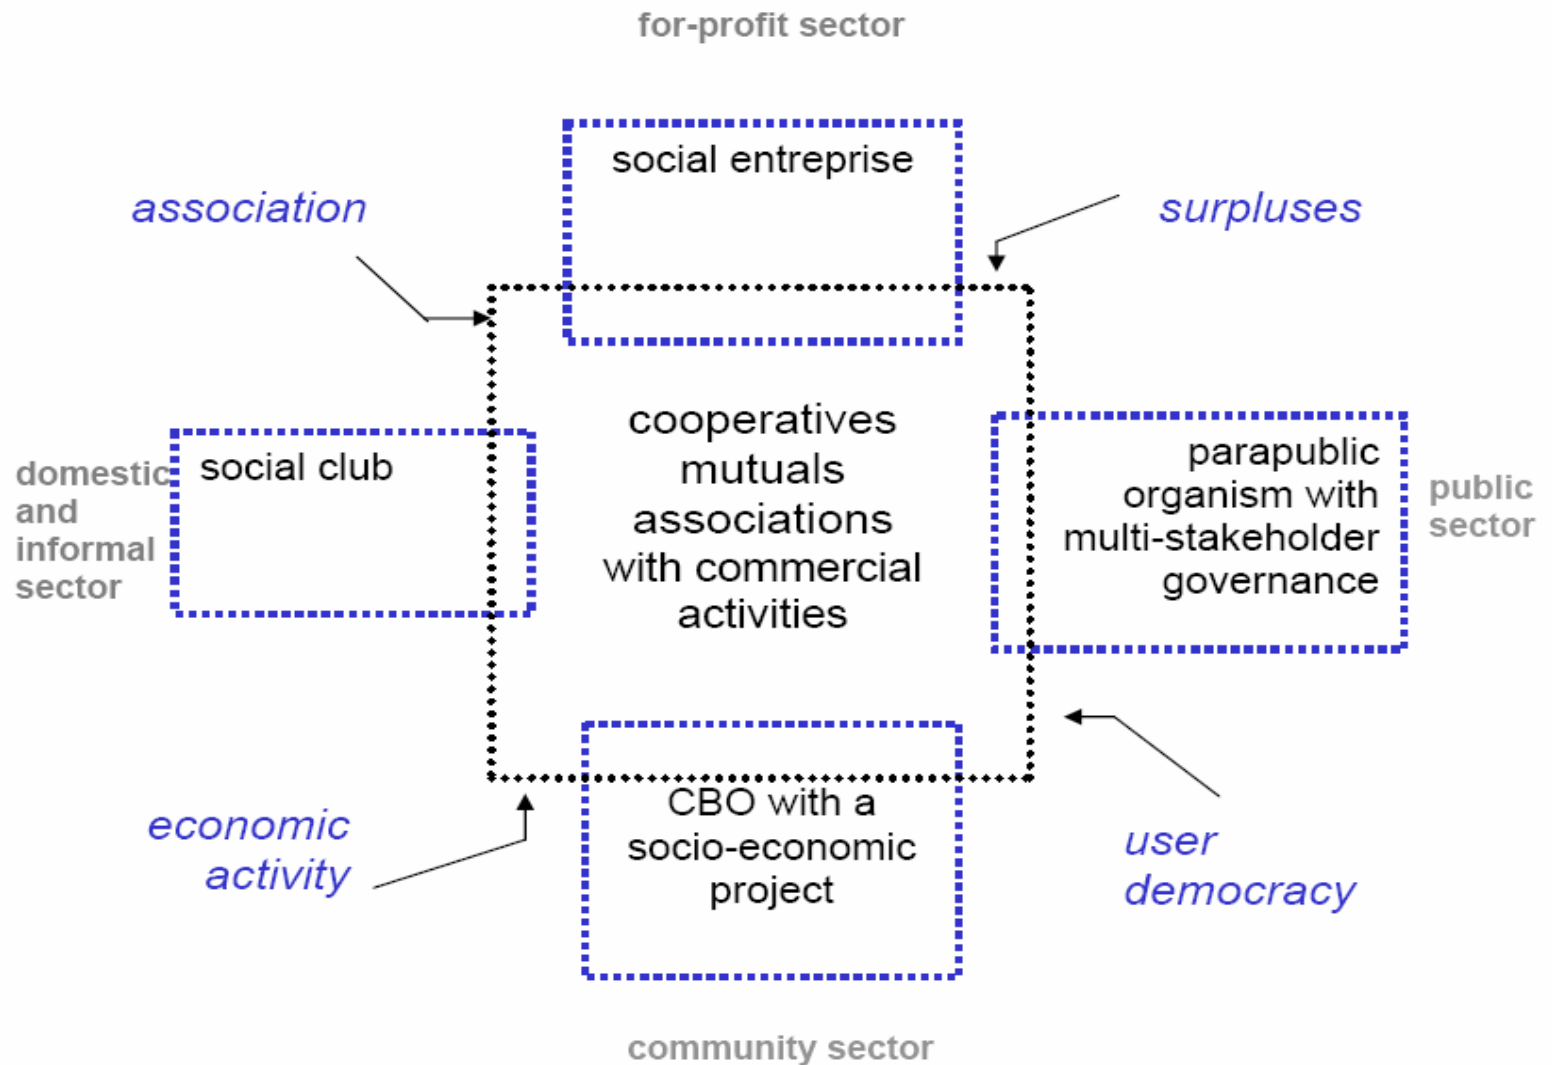 for-profit sector
social entreprise
association
surpluses
cooperatives
mutuals
associations
with commercial
activities
domestic
and
informal
sector
social club
parapublic
organism with
multi-stakeholder
governance
public
sector
CBO with a
socio-economic
project
economic
activity
user
democracy
community sector